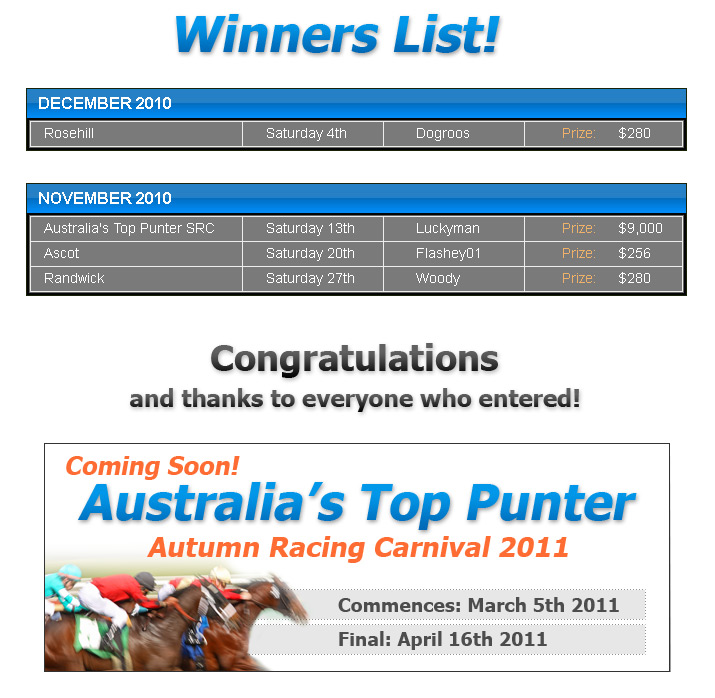 Winners List!
DECEMBER 2010
Rosehill Saturday 4th Dogroos Prize: $280
NOVEMBER 2010
Australia's Top Punter SRC Saturday 13th Luckyman Prize: $9,000
Ascot Saturday 20th Flashey01 Prize: $256
Randwick Saturday 27th Woody Prize: $280
Congratulations
and thanks to everyone who entered!
Coming Soon!
Australia’s Top Punter
Autumn Racing Carnival 2011
Commences: March 5th 2011
Final: April 16th 2011